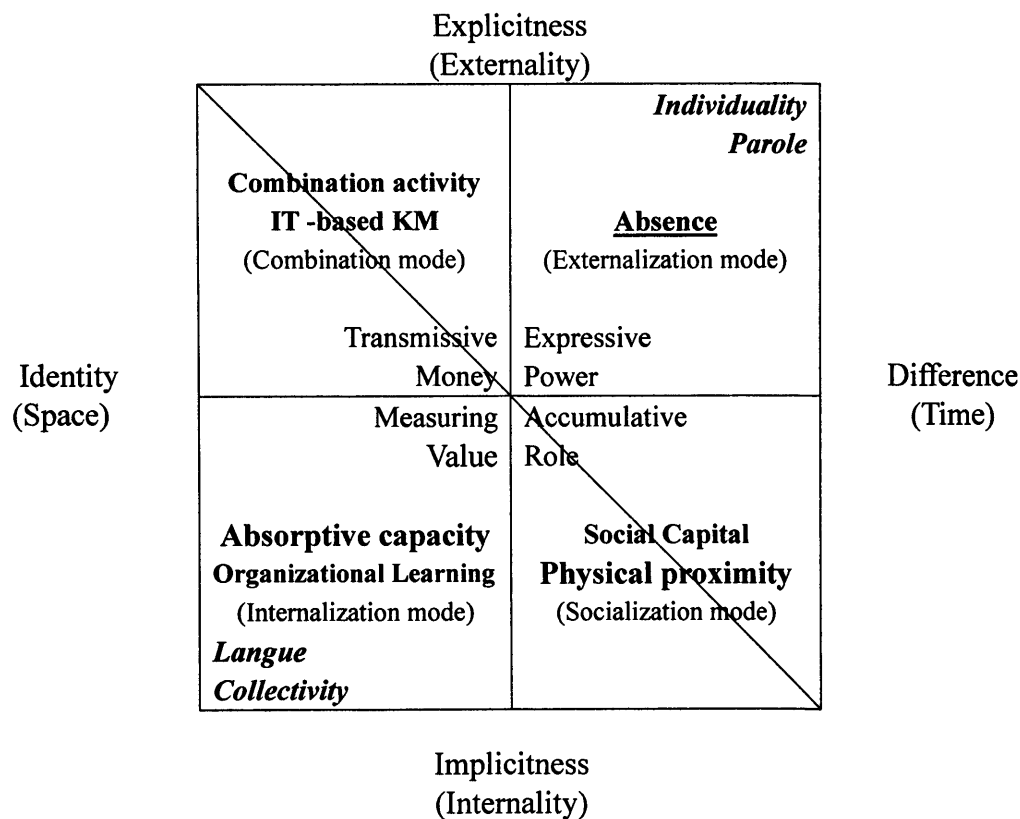 Explicitness
(Externality)
Individuality
Parole
Combination activity
IT -based KM
(Combination mode)
Absence
(Externalization mode)
Transmissive
Money
Expressive
Power
Identity
(Space)
Difference
(Time)
Measuring
Value
Accumulative
Role
Absorptive capacity
Organizational Learning
(Internalization mode)
Social Capital
Physical proximity
(Socialization mode)
Langue
Collectivity
Implicitness
(Internality)